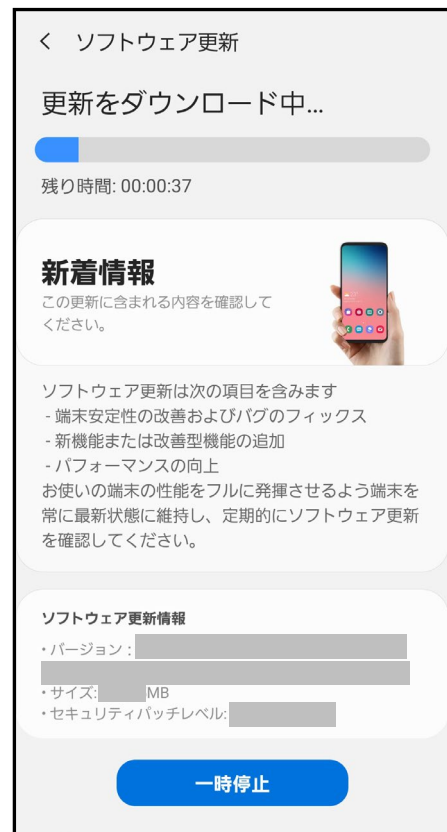 ソフトウェア更新
更新をダウンロード中...
残り時間: 00:00:37
新着情報
この更新に含まれる内容を確認して
ください。
ソフトウェア更新は次の項目を含みます
- 端末安定性の改善およびバグのフィックス
- 新機能または改善型機能の追加
- パフォーマンスの向上
お使いの端末の性能をフルに発揮させるよう端末を
常に最新状態に維持し、定期的にソフトウェア更新
を確認してください。
ソフトウェア更新情報
・バージョン :
・サイズ: MB
・セキュリティパッチレベル:
一時停止